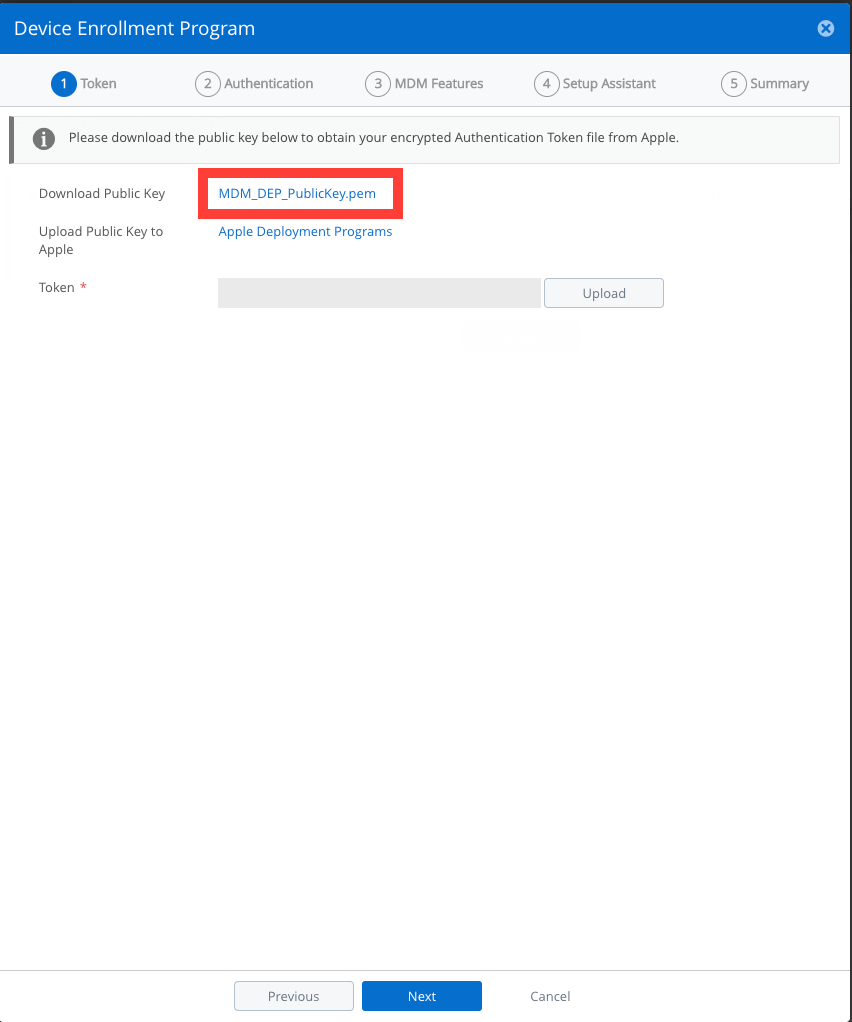 Device Enrollment Program
1 Token 2 Authentication 3 MDM Features 4 Setup Assistant 5 Summary
Please download the public key below to obtain your encrypted Authentication Token file from Apple.
Download Public Key MDM_DEP_PublicKey.pem
Upload Public Key to Apple Deployment Programs
Apple
Token * Upload
Previous Next Cancel